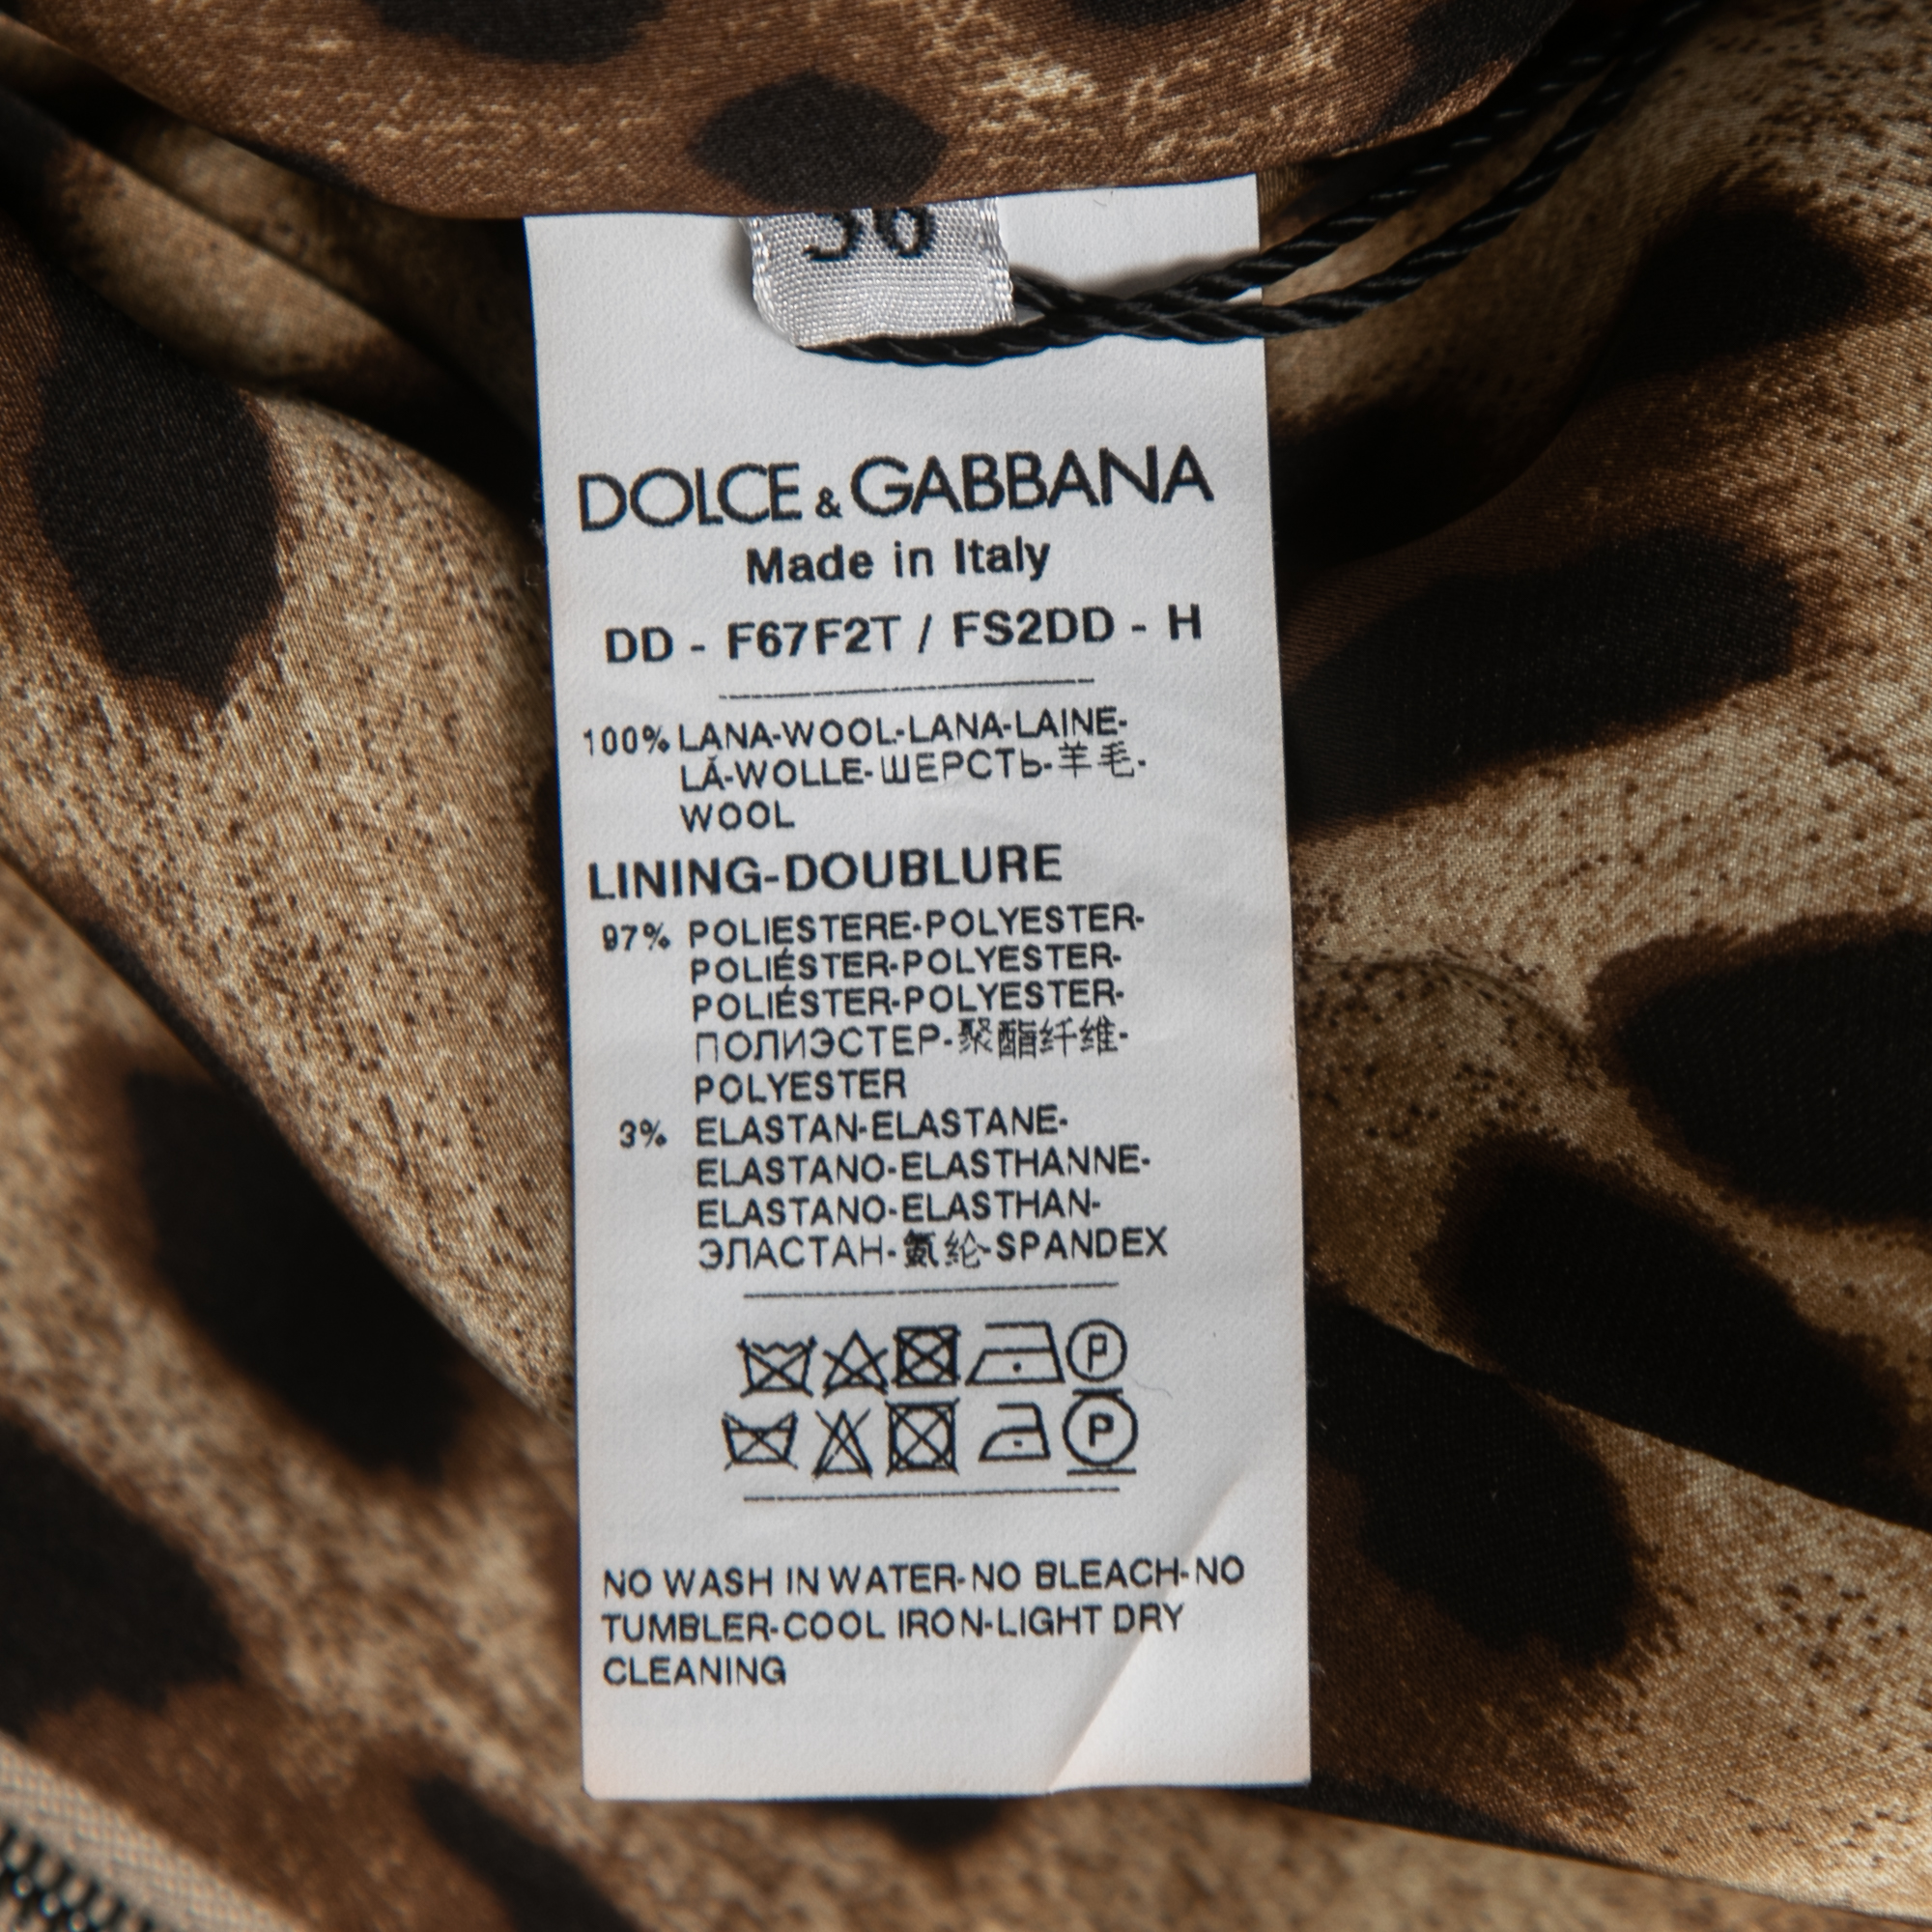 36
DOLCE & GABBANA
Made in Italy
DD - F67F2T / FS2DD - H
100% LANA-WOOL-LANA-LAINE-
LÃ-WOLLE-ШЕРСТЬ-羊毛-
WOOL
LINING-DOUBLURE
97% POLIESTERE-POLYESTER-
POLIÉSTER-POLYESTER-
POLIÉSTER-POLYESTER-
ПОЛИЭСТЕР-聚酯纤维-
POLYESTER
3% ELASTAN-ELASTANE-
ELASTANO-ELASTHANNE-
ELASTANO-ELASTHAN-
ЭЛАСТАН-氨纶-SPANDEX
P
P
NO WASH IN WATER-NO BLEACH-NO
TUMBLER-COOL IRON-LIGHT DRY
CLEANING